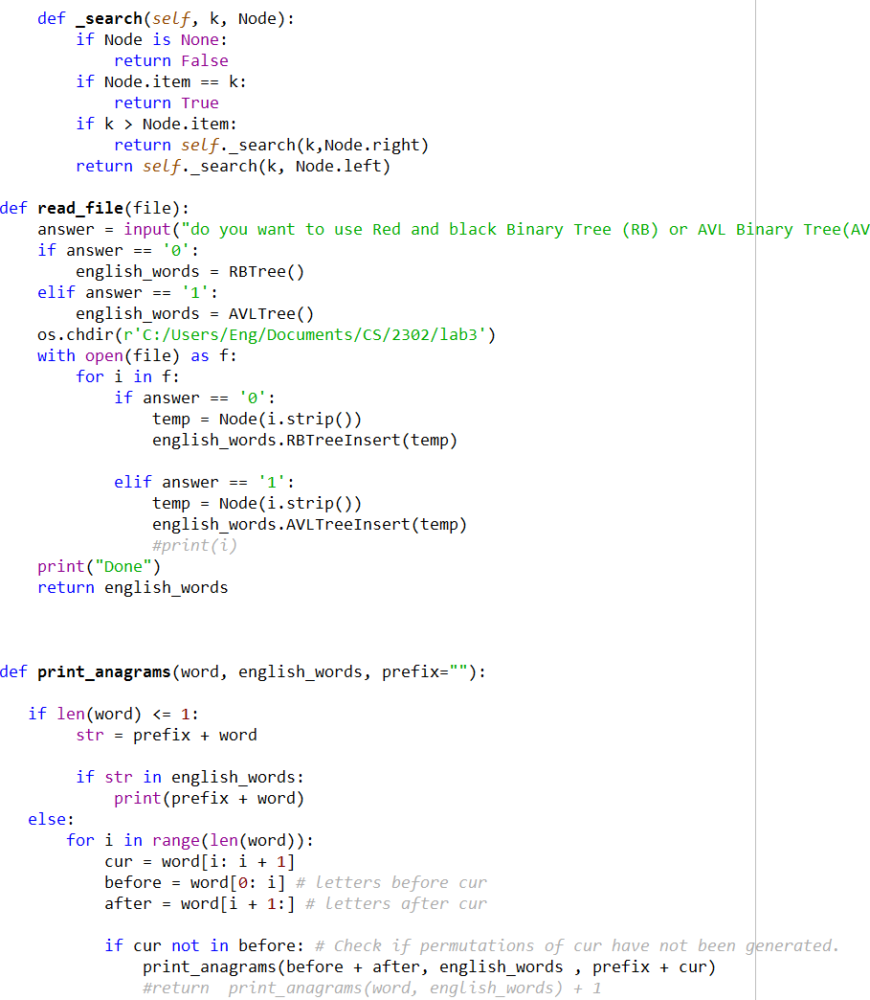 def _search(self, k, Node):
        if Node is None:
            return False
        if Node.item == k:
            return True
        if k > Node.item:
            return self._search(k,Node.right)
        return self._search(k, Node.left)

def read_file(file):
    answer = input("do you want to use Red and black Binary Tree (RB) or AVL Binary Tree(AV
    if answer == '0':
        english_words = RBTree()
    elif answer == '1':
        english_words = AVLTree()
    os.chdir(r'C:/Users/Eng/Documents/CS/2302/lab3')
    with open(file) as f:
        for i in f:
            if answer == '0':
                temp = Node(i.strip())
                english_words.RBTreeInsert(temp)

            elif answer == '1':
                temp = Node(i.strip())
                english_words.AVLTreeInsert(temp)
                #print(i)
    print("Done")
    return english_words

def print_anagrams(word, english_words, prefix=""):

   if len(word) <= 1:
        str = prefix + word

        if str in english_words:
            print(prefix + word)
   else:
       for i in range(len(word)):
           cur = word[i: i + 1]
           before = word[0: i] # letters before cur
           after = word[i + 1:] # letters after cur

           if cur not in before: # Check if permutations of cur have not been generated.
               print_anagrams(before + after, english_words , prefix + cur)
               #return  print_anagrams(word, english_words) + 1